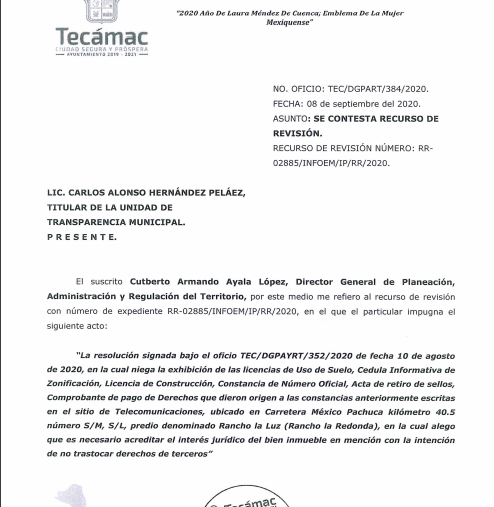 "2020 Año De Laura Méndez De Cuenca; Emblema De La Mujer
Mexiquense"
Tecámac
CIUDAD SEGURA Y PRÓSPERA
AYUNTAMIENTO 2019 - 2021
NO. OFICIO: TEC/DGPART/384/2020.
FECHA: 08 de septiembre del 2020.
ASUNTO: SE CONTESTA RECURSO DE
REVISIÓN.
RECURSO DE REVISIÓN NÚMERO: RR-
02885/INFOEM/IP/RR/2020.
LIC. CARLOS ALONSO HERNÁNDEZ PELÁEZ,
TITULAR DE LA UNIDAD DE
TRANSPARENCIA MUNICIPAL.
P R E S E N T E.
El suscrito Cutberto Armando Ayala López, Director General de Planeación,
Administración y Regulación del Territorio, por este medio me refiero al recurso de revisión
con número de expediente RR-02885/INFOEM/IP/RR/2020, en el que el particular impugna el
siguiente acto:
"La resolución signada bajo el oficio TEC/DGPAYRT/352/2020 de fecha 10 de agosto
de 2020, en la cual niega la exhibición de las licencias de Uso de Suelo, Cedula Informativa de
Zonificación, Licencia de Construcción, Constancia de Número Oficial, Acta de retiro de sellos,
Comprobante de pago de Derechos que dieron origen a las constancias anteriormente escritas
en el sitio de Telecomunicaciones, ubicado en Carretera México Pachuca kilómetro 40.5
número S/M, S/L, predio denominado Rancho la Luz (Rancho la Redonda), en la cual alego
que es necesario acreditar el interés jurídico del bien inmueble en mención con la intención
de no trastocar derechos de terceros"
Tecámac